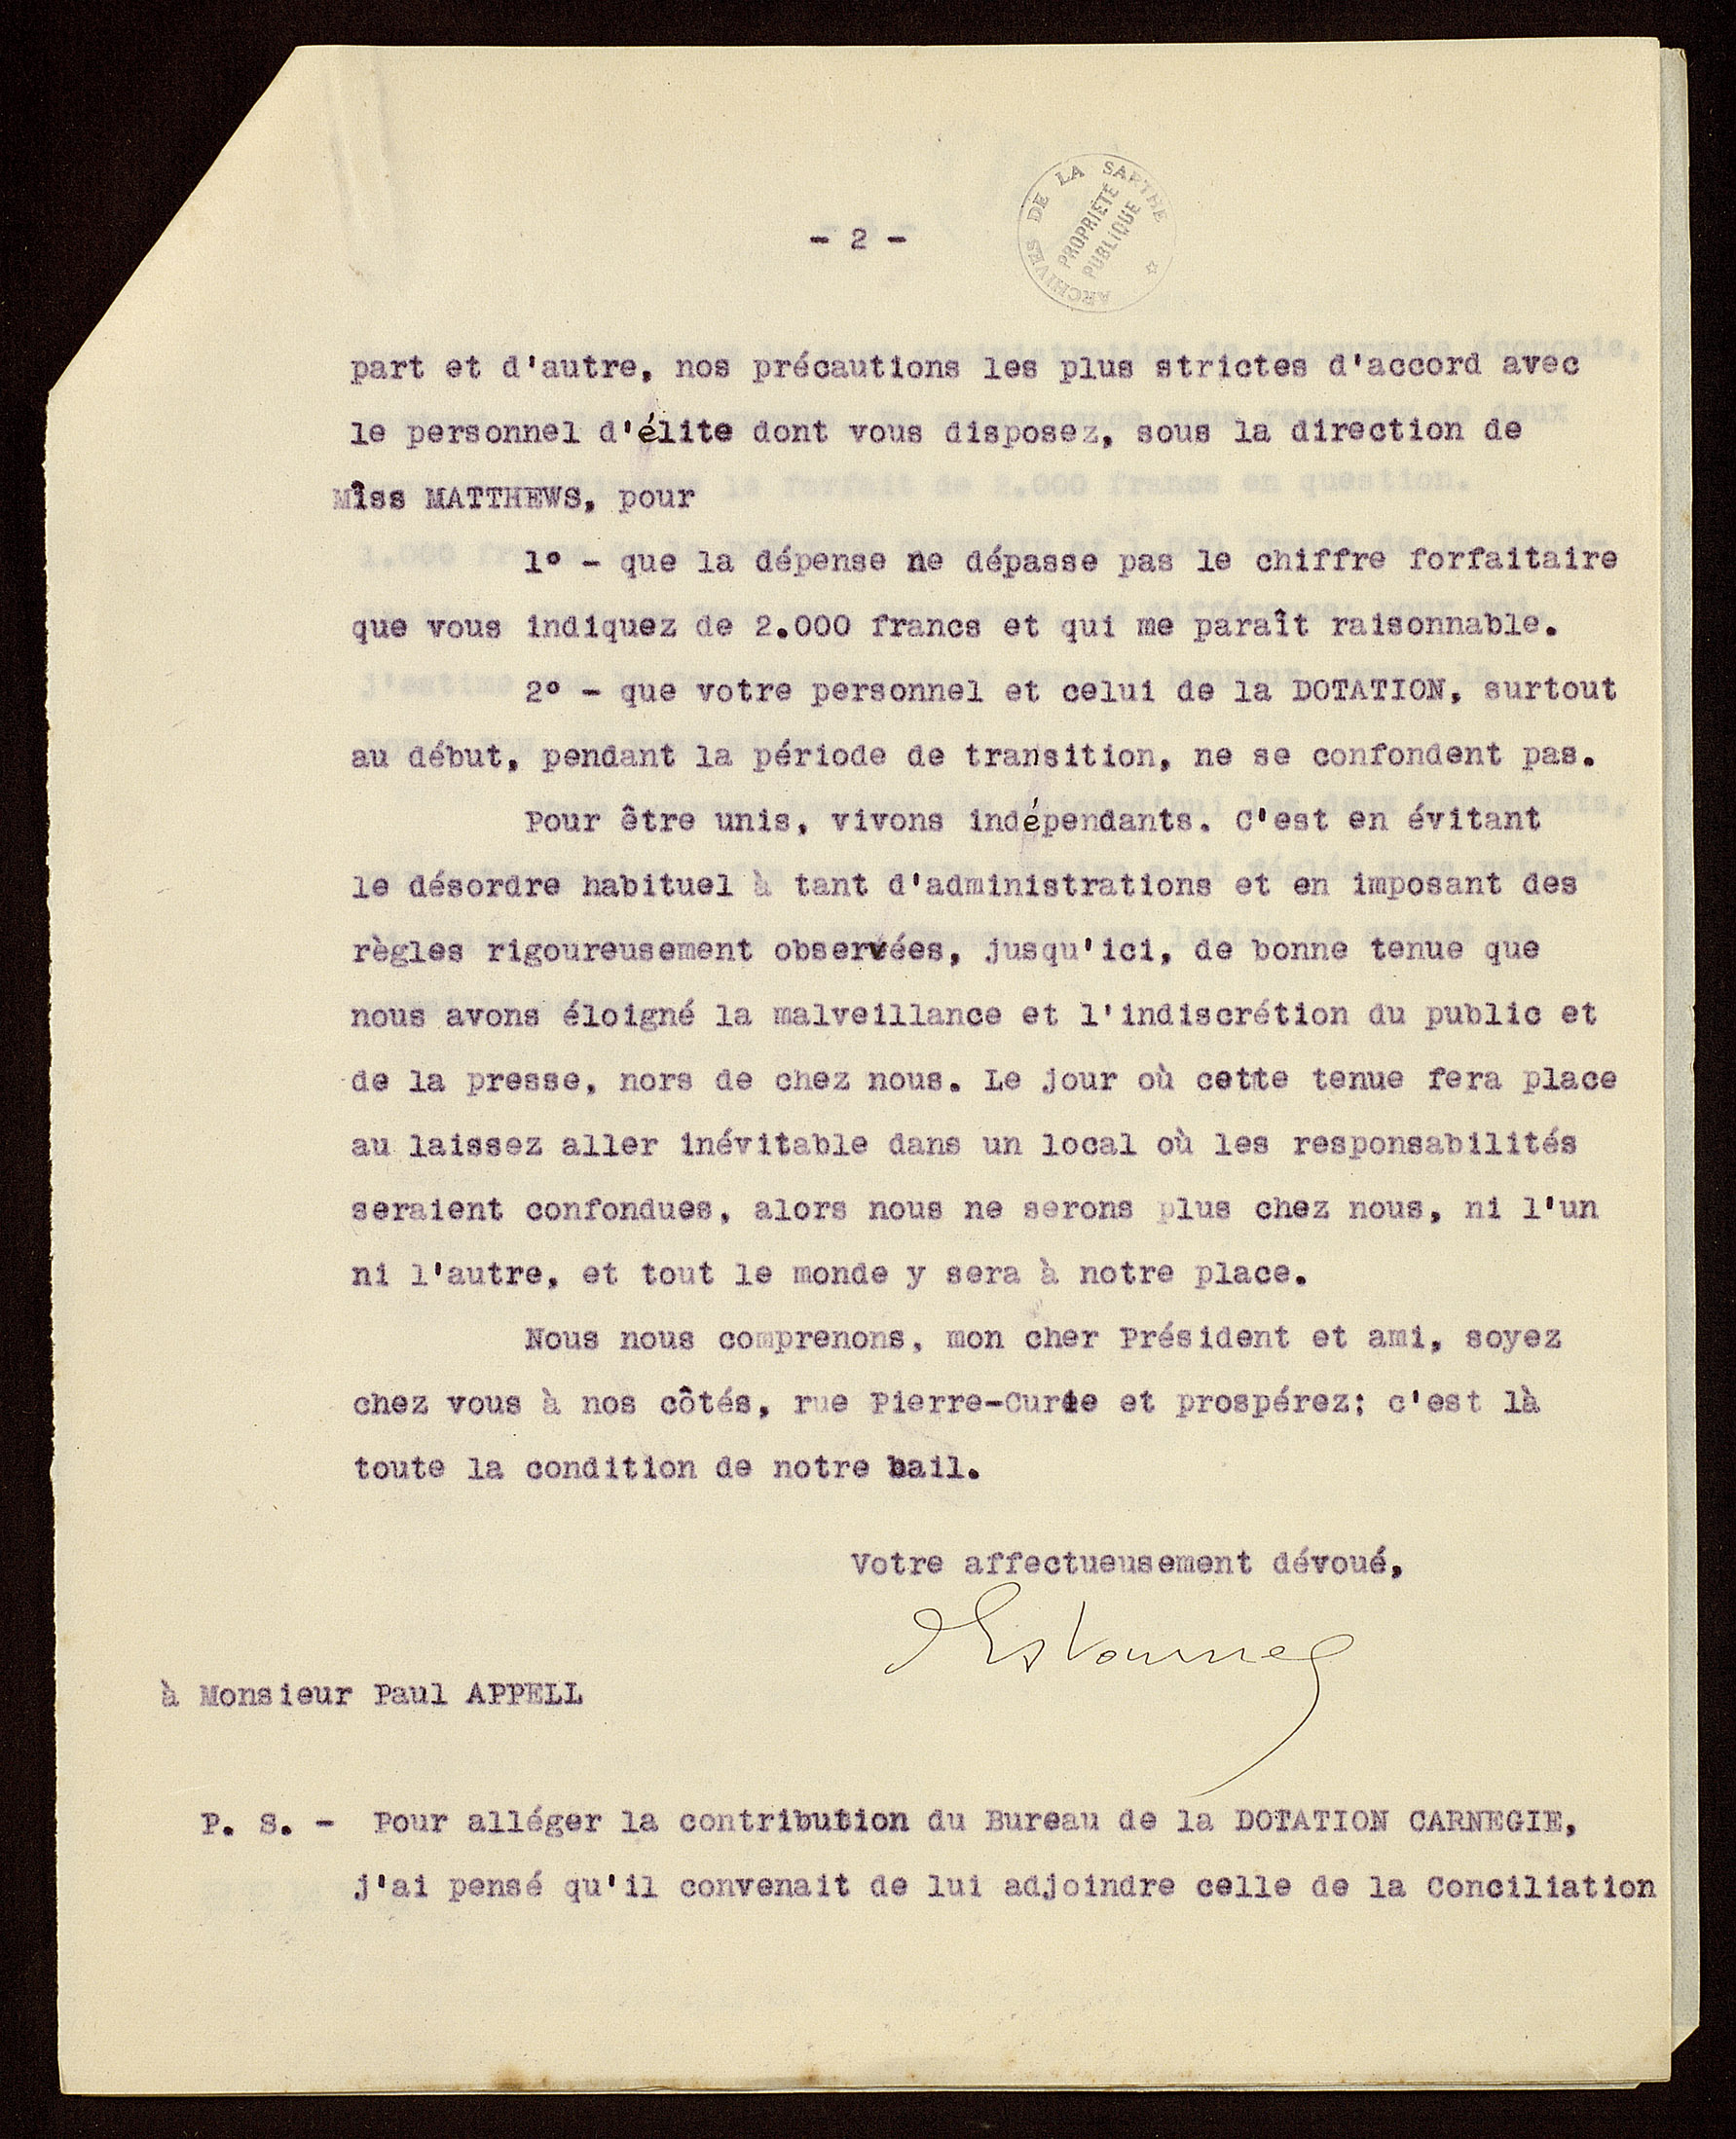 - 2 -
ARCHIVES DE LA SARTHE
PROPRIÉTÉ
PUBLIQUE
part et d'autre, nos précautions les plus strictes d'accord avec
le personnel d'élite dont vous disposez, sous la direction de
Miss MATTHEWS, pour
1° - que la dépense ne dépasse pas le chiffre forfaitaire
que vous indiquez de 2.000 francs et qui me paraît raisonnable.
2° - que votre personnel et celui de la DOTATION, surtout
au début, pendant la période de transition, ne se confondent pas.
Pour être unis, vivons indépendants. C'est en évitant
le désordre habituel à tant d'administrations et en imposant des
règles rigoureusement observées, jusqu'ici, de bonne tenue que
nous avons éloigné la malveillance et l'indiscrétion du public et
de la presse, hors de chez nous. Le jour où cette tenue fera place
au laissez aller inévitable dans un local où les responsabilités
seraient confondues, alors nous ne serons plus chez nous, ni l'un
ni l'autre, et tout le monde y sera à notre place.
Nous nous comprenons, mon cher Président et ami, soyez
chez vous à nos côtés, rue Pierre-Curie et prospérez; c'est là
toute la condition de notre bail.
Votre affectueusement dévoué,
d'Estournel
à Monsieur Paul APPELL
P. S. - Pour alléger la contribution du Bureau de la DOTATION CARNEGIE,
j'ai pensé qu'il convenait de lui adjoindre celle de la Conciliation